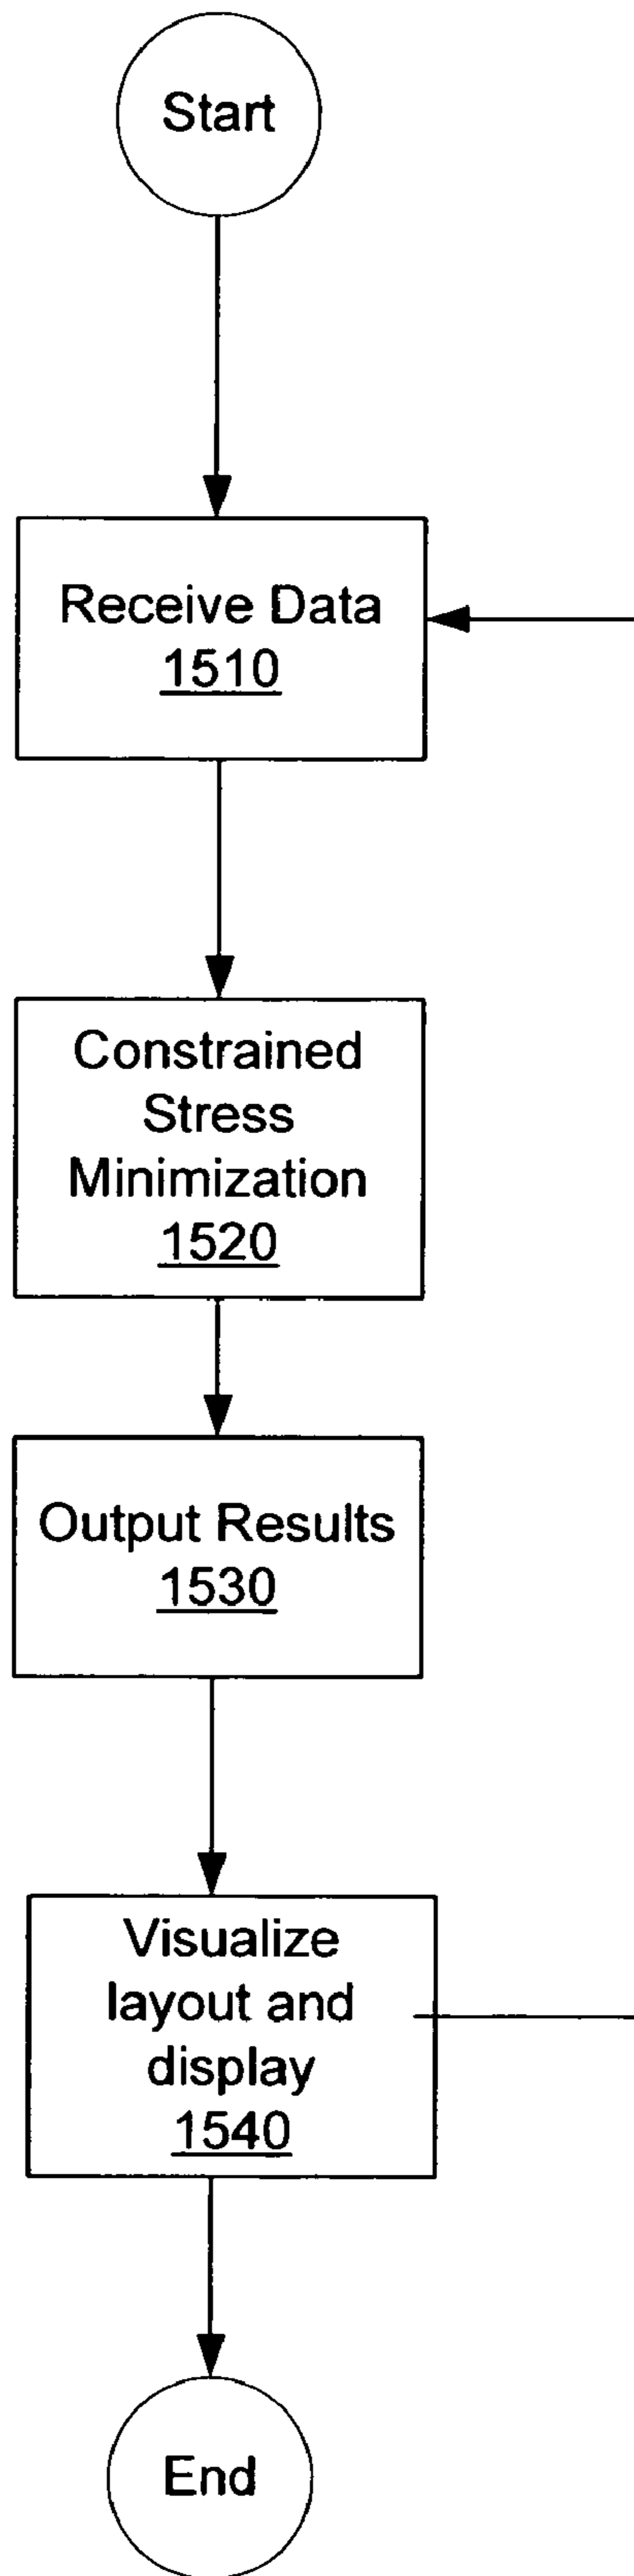 Start
Receive Data
1510
Constrained
Stress
Minimization
1520
Output Results
1530
Visualize
layout and
display
1540
End